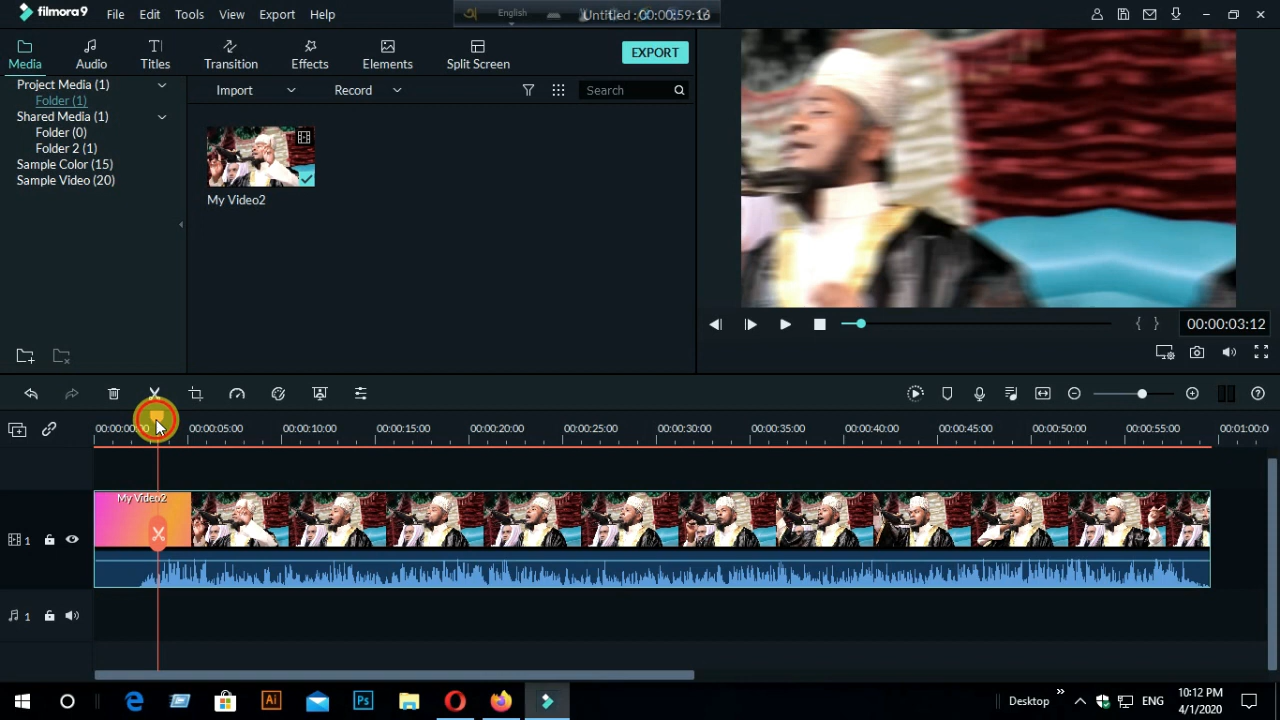 filmora9 File Edit Tools View Export Help অ English Untitled : 00:00:59:16
Media Audio Titles Transition Effects Elements Split Screen EXPORT
Project Media (1)
Folder (1)
Shared Media (1)
Folder (0)
Folder 2 (1)
Sample Color (15)
Sample Video (20)
Import Record Search
My Video2
00:00:03:12
00:00:00:00 00:00:05:00 00:00:10:00 00:00:15:00 00:00:20:00 00:00:25:00 00:00:30:00 00:00:35:00 00:00:40:00 00:00:45:00 00:00:50:00 00:00:55:00 00:01:00:0
My Video2
1
1
Ai Ps Desktop ENG 10:12 PM
4/1/2020